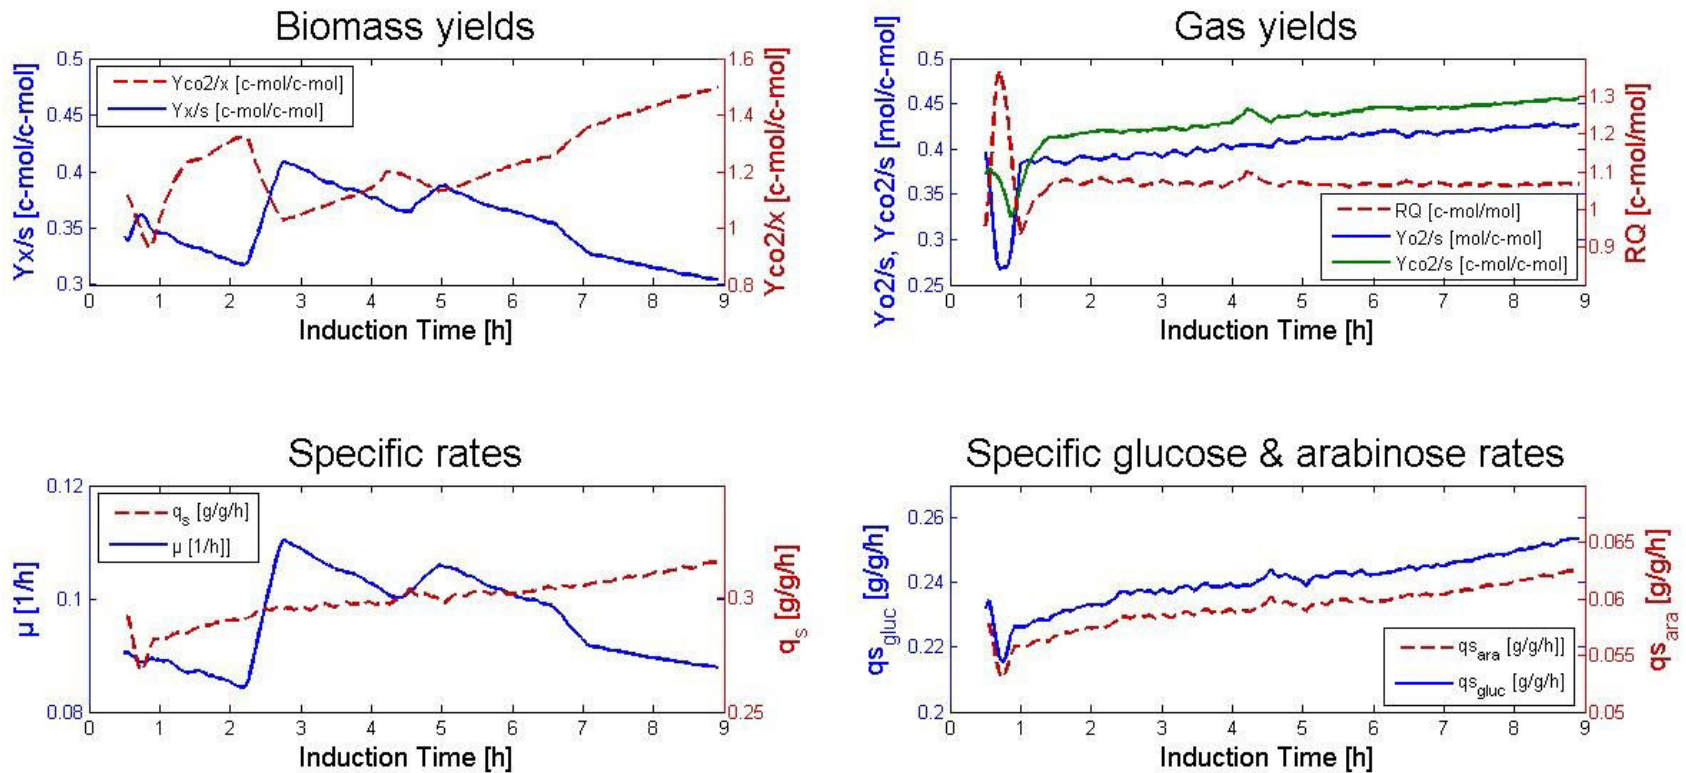 Biomass yields
Yx/s [c-mol/c-mol]
0.5
0.45
0.4
0.35
0.3
Yco2/x [c-mol/c-mol]
Yx/s [c-mol/c-mol]
1.6
1.4
1.2
1
0.8
Yco2/x [c-mol/c-mol]
0 1 2 3 4 5 6 7 8 9
Induction Time [h]
Gas yields
Yo2/s, Yco2/s [mol/c-mol]
0.5
0.45
0.4
0.35
0.3
0.25
RQ [c-mol/mol]
Yo2/s [mol/c-mol]
Yco2/s [c-mol/c-mol]
1.3
1.2
1.1
1
0.9
RQ [c-mol/mol]
0 1 2 3 4 5 6 7 8 9
Induction Time [h]
Specific rates
µ [1/h]
0.12
0.1
0.08
qs [g/g/h]
µ [1/h]]
0.3
0.25
qs [g/g/h]
0 1 2 3 4 5 6 7 8 9
Induction Time [h]
Specific glucose & arabinose rates
qsgluc [g/g/h]
0.26
0.24
0.22
0.2
qsara [g/g/h]]
qsgluc [g/g/h]
0.065
0.06
0.055
0.05
qsara [g/g/h]
0 1 2 3 4 5 6 7 8 9
Induction Time [h]